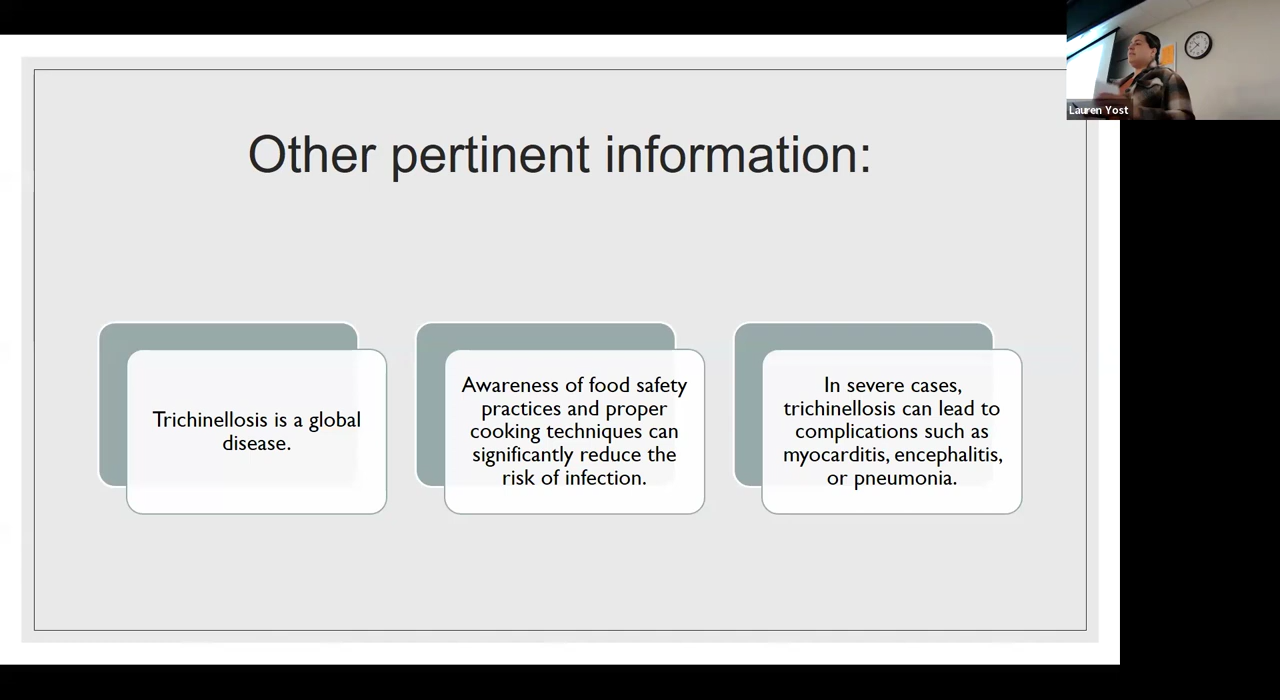 Other pertinent information:
Trichinellosis is a global
disease.
Awareness of food safety
practices and proper
cooking techniques can
significantly reduce the
risk of infection.
In severe cases,
trichinellosis can lead to
complications such as
myocarditis, encephalitis,
or pneumonia.
Lauren Yost